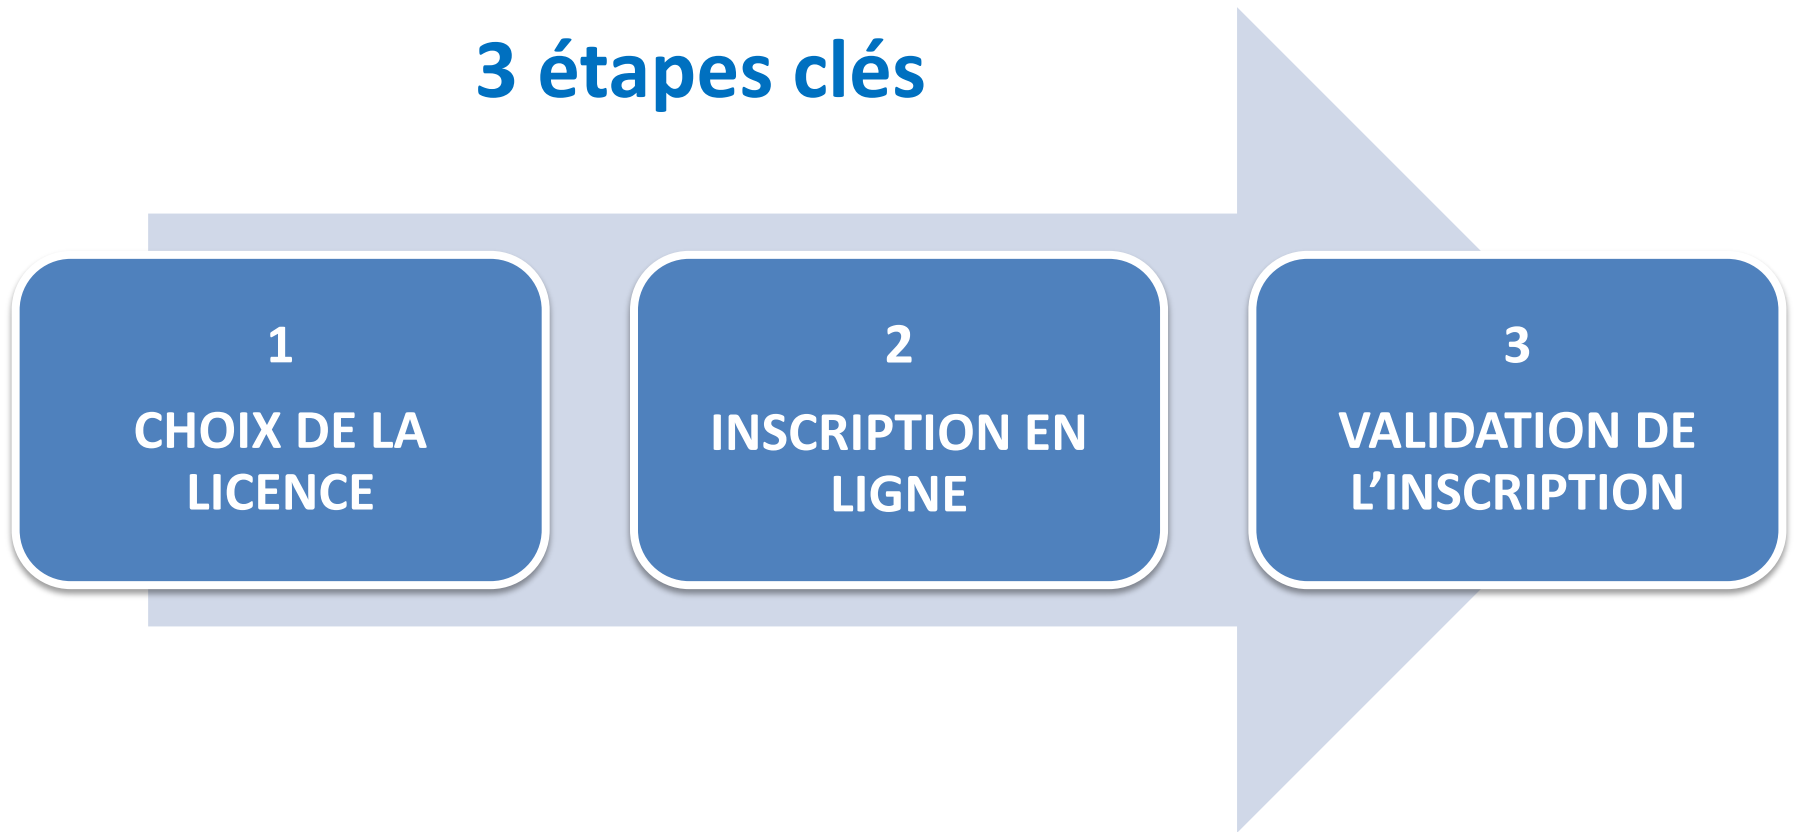 3 étapes clés
1
CHOIX DE LA
LICENCE
2
INSCRIPTION EN
LIGNE
3
VALIDATION DE
L’INSCRIPTION